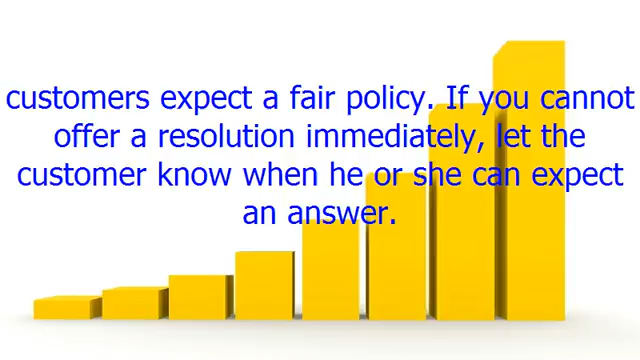 customers expect a fair policy. If you cannot
offer a resolution immediately, let the
customer know when he or she can expect
an answer.